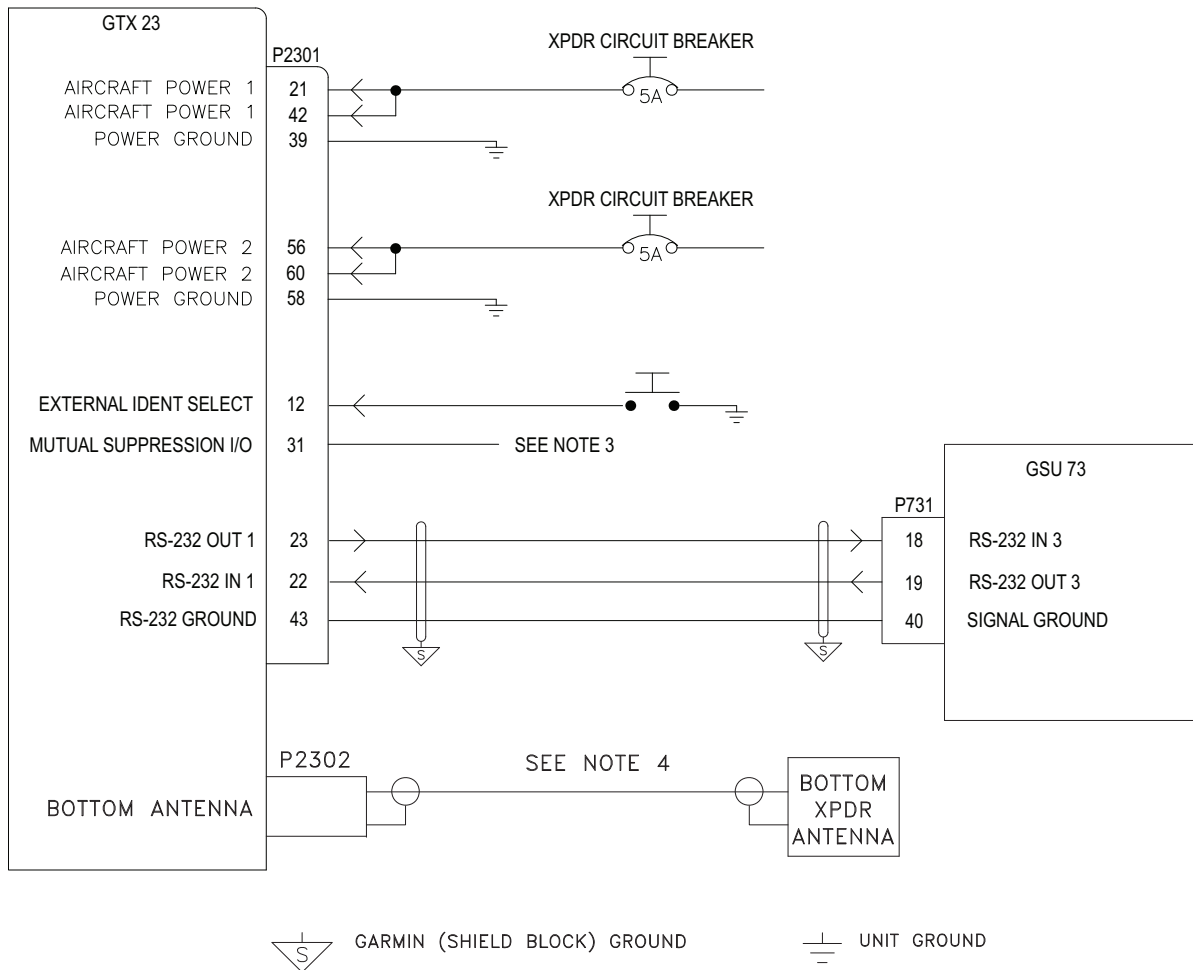 GTX 23
P2301
XPDR CIRCUIT BREAKER
AIRCRAFT POWER 1 21 5A
AIRCRAFT POWER 1 42
POWER GROUND 39
XPDR CIRCUIT BREAKER
AIRCRAFT POWER 2 56 5A
AIRCRAFT POWER 2 60
POWER GROUND 58
EXTERNAL IDENT SELECT 12
MUTUAL SUPPRESSION I/O 31 SEE NOTE 3
GSU 73
P731
RS-232 OUT 1 23 18 RS-232 IN 3
RS-232 IN 1 22 19 RS-232 OUT 3
RS-232 GROUND 43 40 SIGNAL GROUND
S S
P2302 SEE NOTE 4
BOTTOM ANTENNA
BOTTOM
XPDR
ANTENNA
S GARMIN (SHIELD BLOCK) GROUND UNIT GROUND